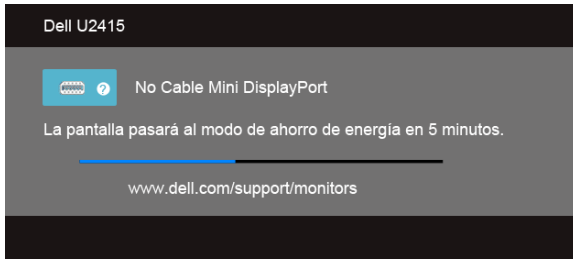 Dell U2415
No Cable Mini DisplayPort
La pantalla pasará al modo de ahorro de energía en 5 minutos.
www.dell.com/support/monitors